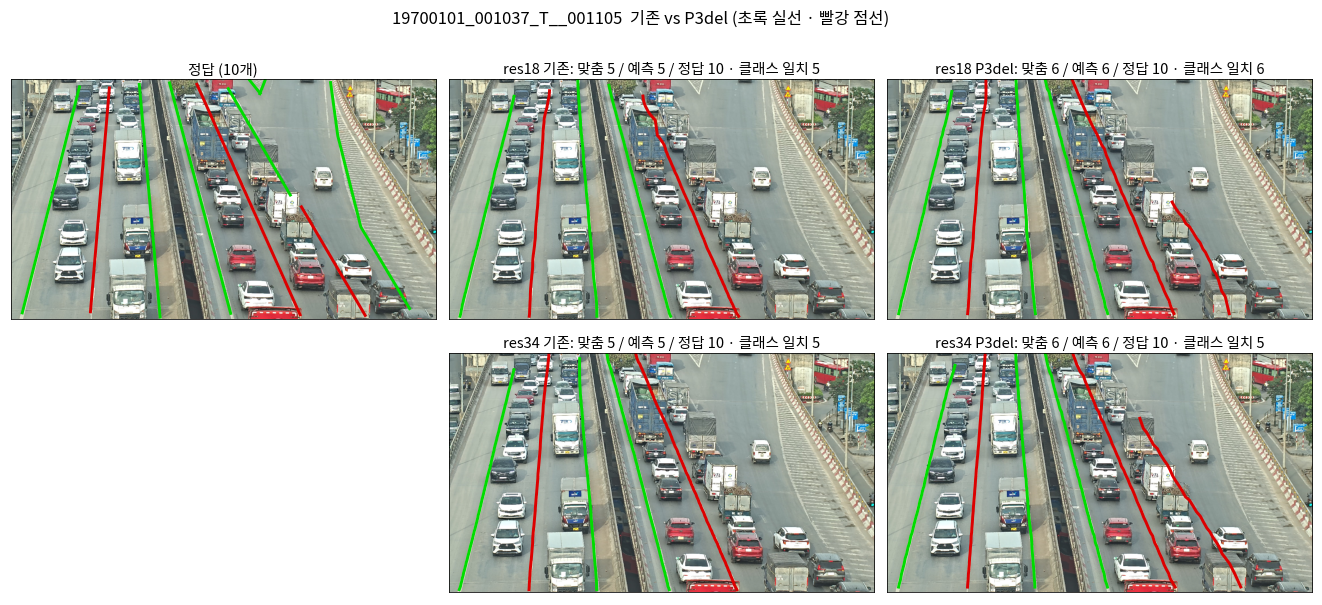 19700101_001037_T__001105 기존 vs P3del (초록 실선 · 빨강 점선)
정답 (10개)
res18 기존: 맞춤 5 / 예측 5 / 정답 10 · 클래스 일치 5
res18 P3del: 맞춤 6 / 예측 6 / 정답 10 · 클래스 일치 6
res34 기존: 맞춤 5 / 예측 5 / 정답 10 · 클래스 일치 5
res34 P3del: 맞춤 6 / 예측 6 / 정답 10 · 클래스 일치 5